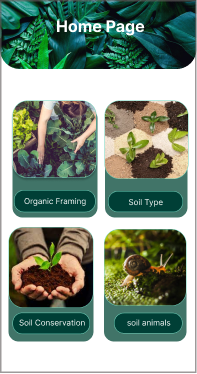 Home Page
Organic Framing
Soil Type
Soil Conservation
soil animals